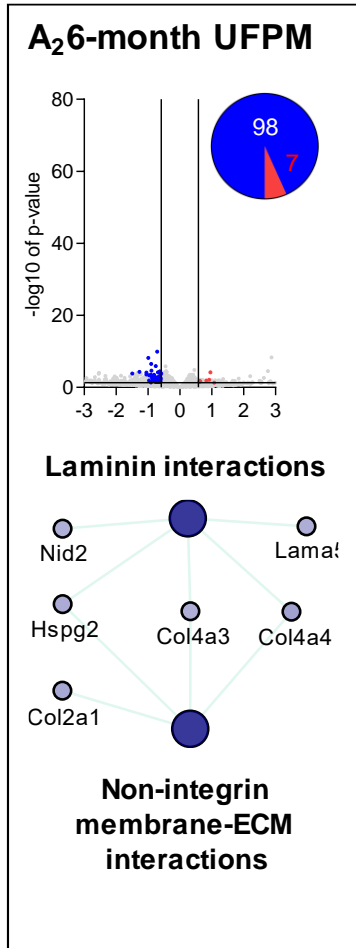 A₂6-month UFPM
80
60
40
20
0
-log10 of p-value
98
7
-3 -2 -1 0 1 2 3
Laminin interactions
Nid2
Lama5
Hspg2
Col4a3
Col4a4
Col2a1
Non-integrin
membrane-ECM
interactions